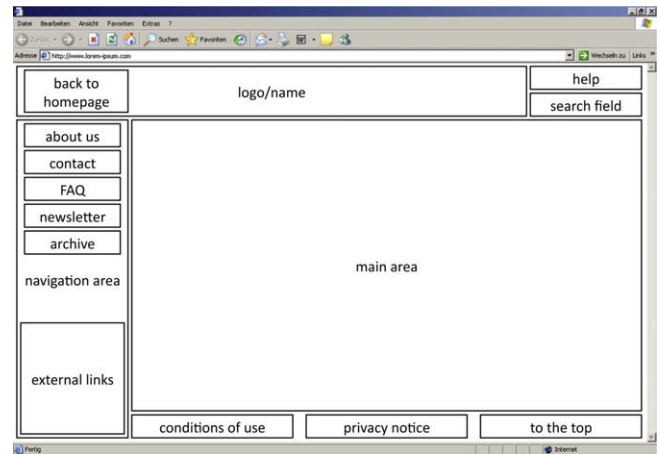 Datei Bearbeiten Ansicht Favoriten Extras ?
Zurück Suchen Favoriten
Adresse http://www.lorem-ipsum.com Wechseln zu Links
back to
homepage
logo/name
help
search field
about us
contact
FAQ
newsletter
archive
navigation area
external links
main area
conditions of use
privacy notice
to the top
Fertig Internet